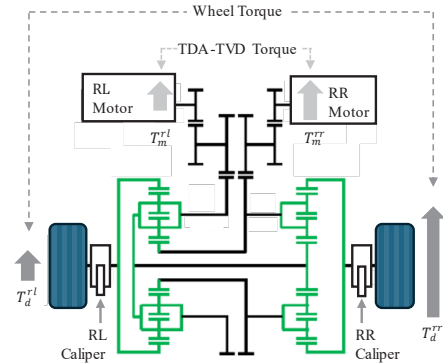 Wheel Torque
TDA-TVD Torque
RL
Motor
RR
Motor
T_m^{rl}
T_m^{rr}
T_d^{rl}
T_d^{rr}
RL
Caliper
RR
Caliper